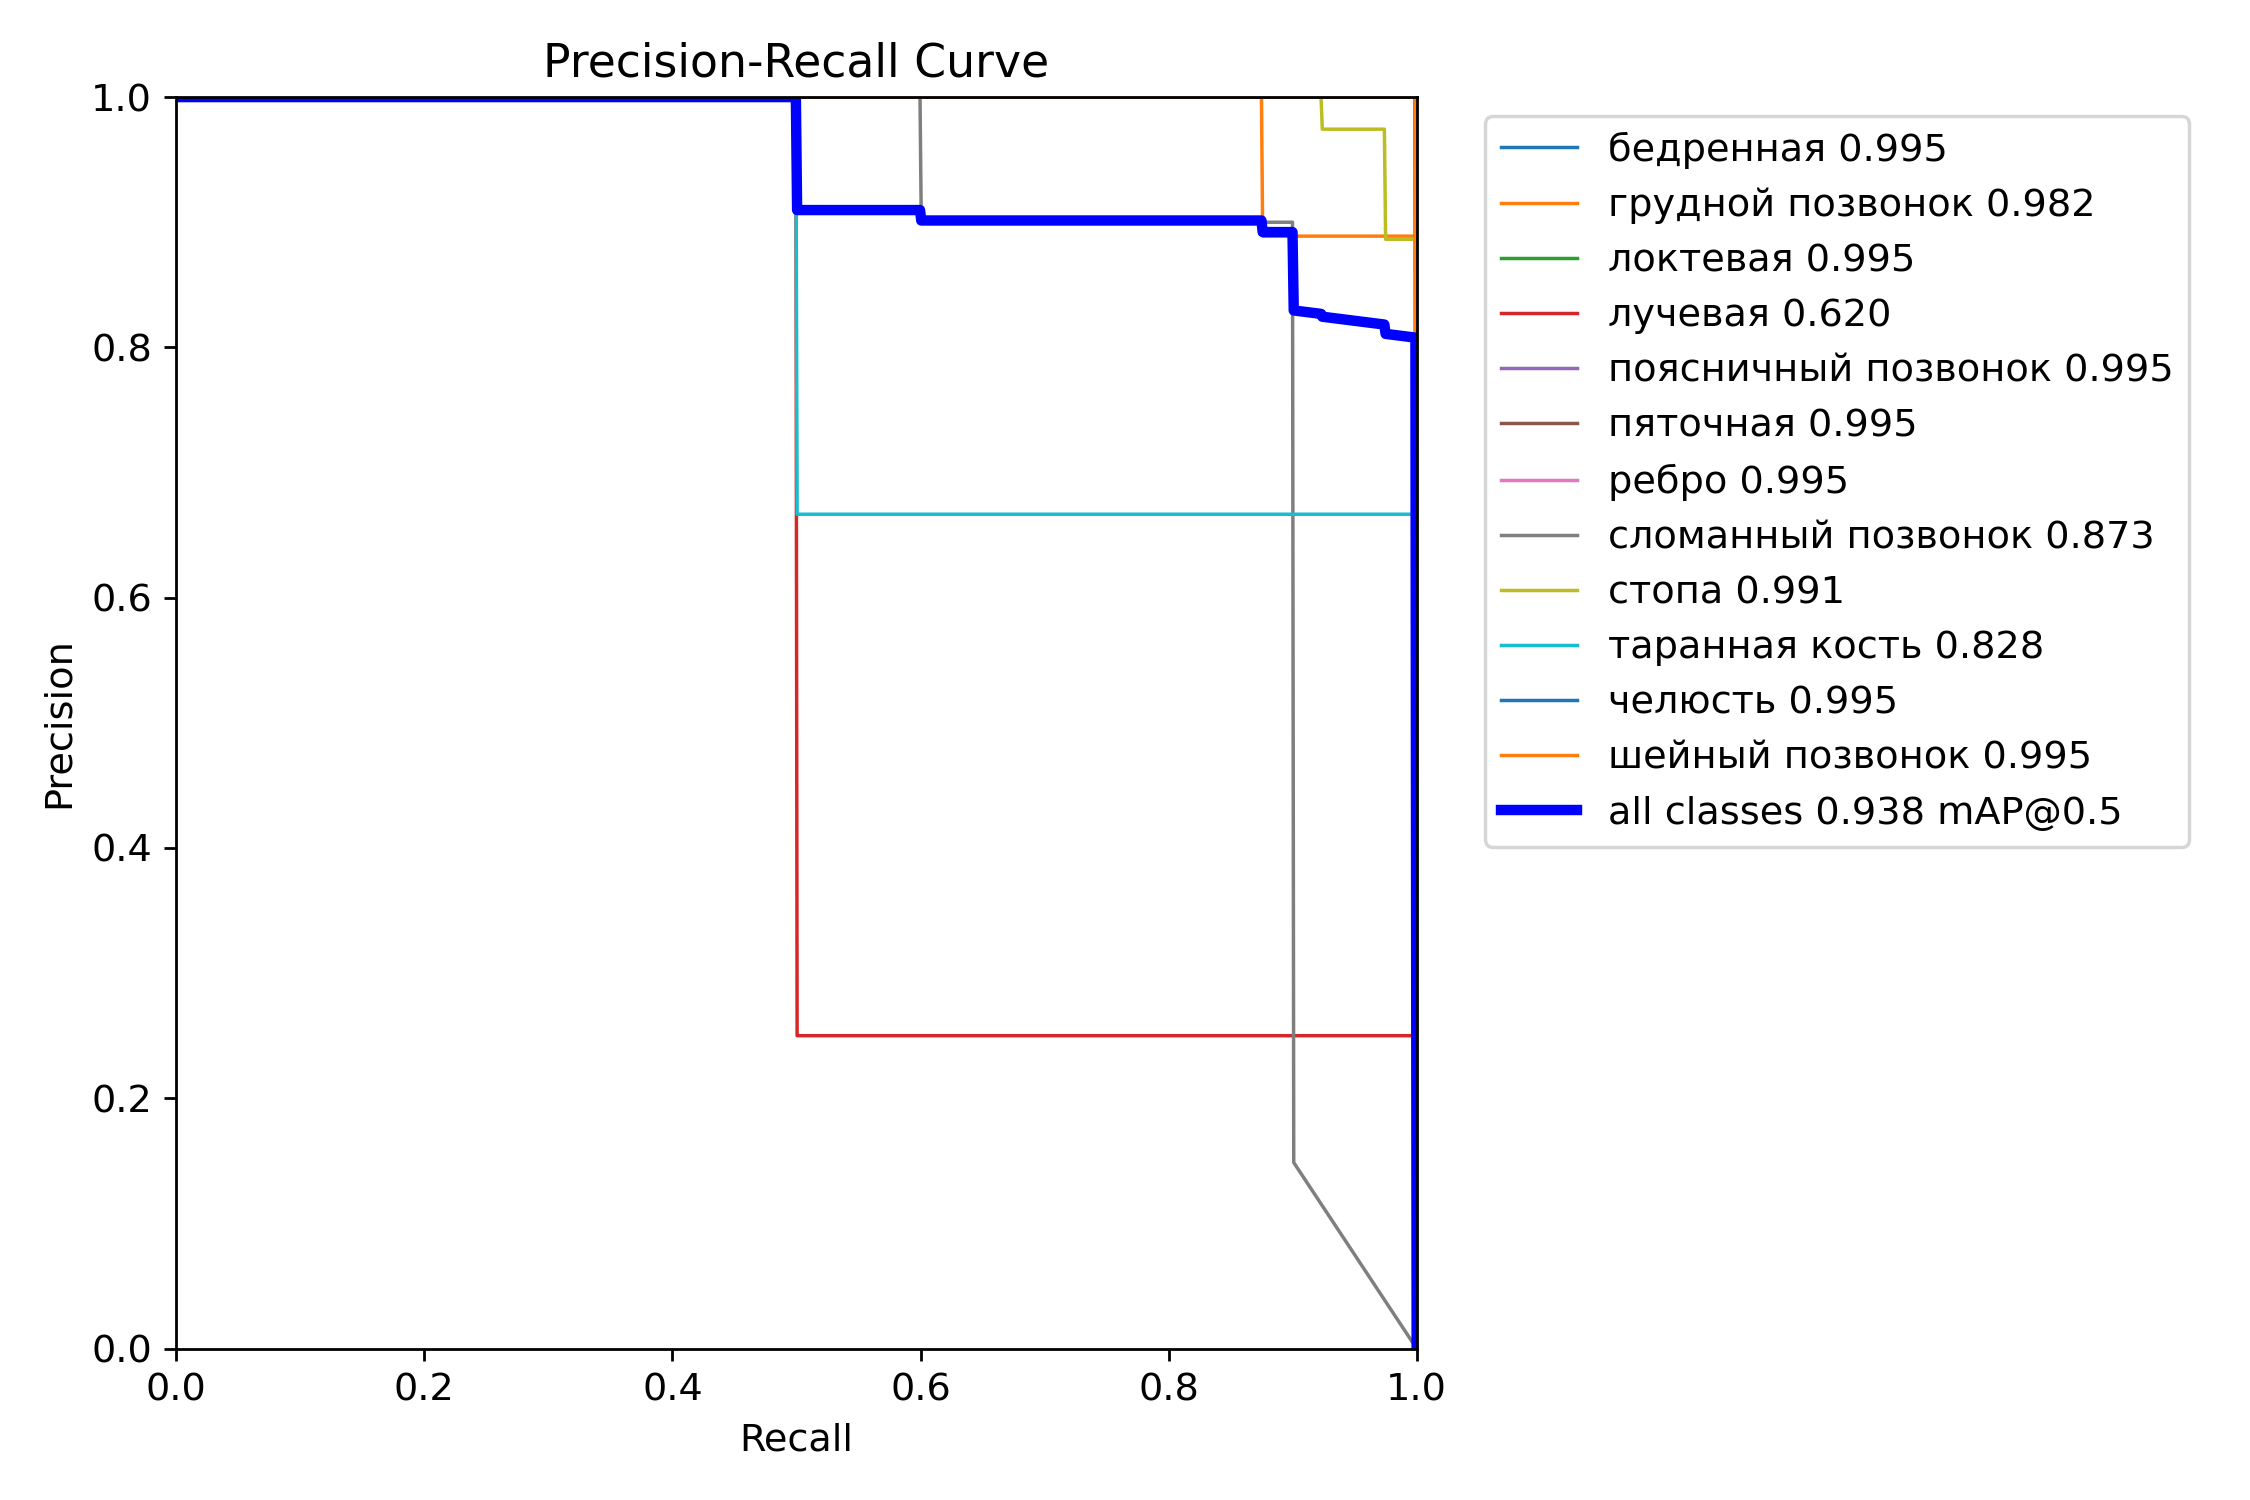 Precision-Recall Curve
1.0
0.8
0.6
0.4
0.2
0.0
Precision
0.0 0.2 0.4 0.6 0.8 1.0
Recall
бедренная 0.995
грудной позвонок 0.982
локтевая 0.995
лучевая 0.620
поясничный позвонок 0.995
пяточная 0.995
ребро 0.995
сломанный позвонок 0.873
стопа 0.991
таранная кость 0.828
челюсть 0.995
шейный позвонок 0.995
all classes 0.938 mAP@0.5